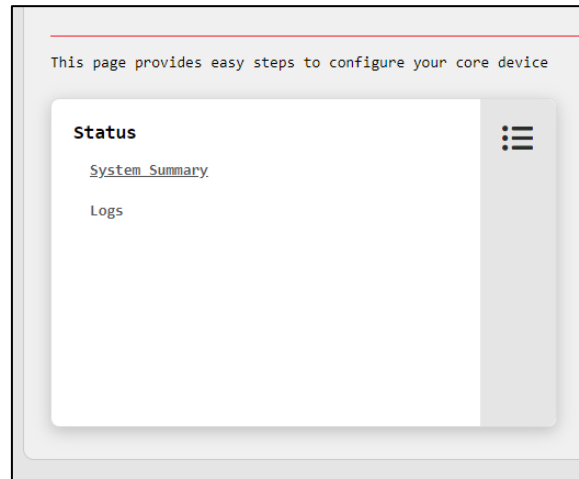 This page provides easy steps to configure your core device
Status
System Summary
Logs